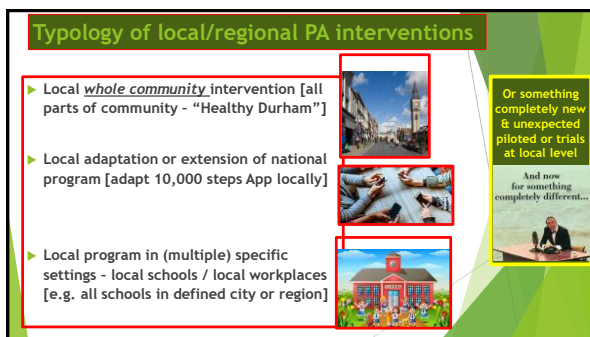 Typology of local/regional PA interventions
Local whole community intervention [all
parts of community – “Healthy Durham”]
Local adaptation or extension of national
program [adapt 10,000 steps App locally]
Local program in (multiple) specific
settings – local schools / local workplaces
[e.g. all schools in defined city or region]
Or something
completely new
& unexpected
piloted or trials
at local level
And now
for something
completely different...